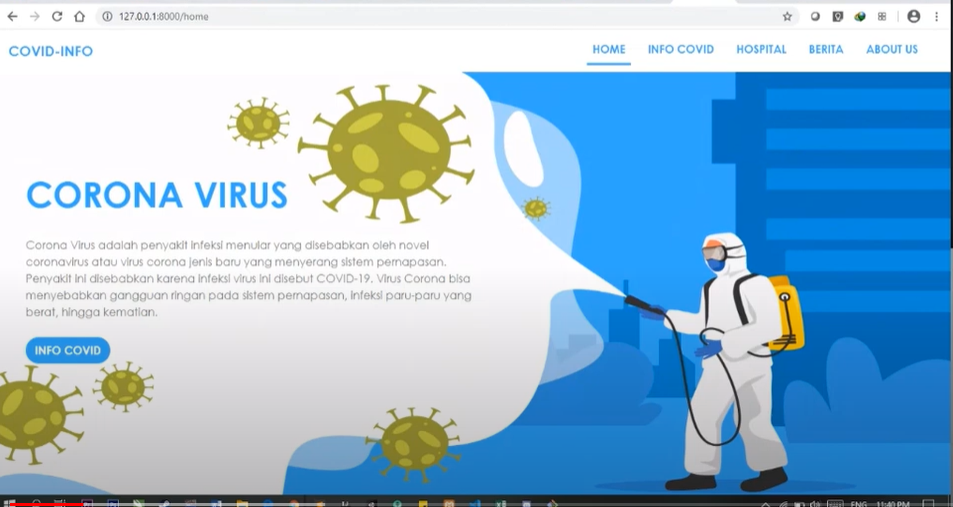 127.0.0.1:8000/home
COVID-INFO
HOME INFO COVID HOSPITAL BERITA ABOUT US
CORONA VIRUS
Corona Virus adalah penyakit infeksi menular yang disebabkan oleh novel
coronavirus atau virus corona jenis baru yang menyerang sistem pernapasan.
Penyakit ini disebabkan karena infeksi virus ini disebut COVID-19. Virus Corona bisa
menyebabkan gangguan ringan pada sistem pernapasan, infeksi paru-paru yang
berat, hingga kematian.
INFO COVID
ENG 11:40 PM